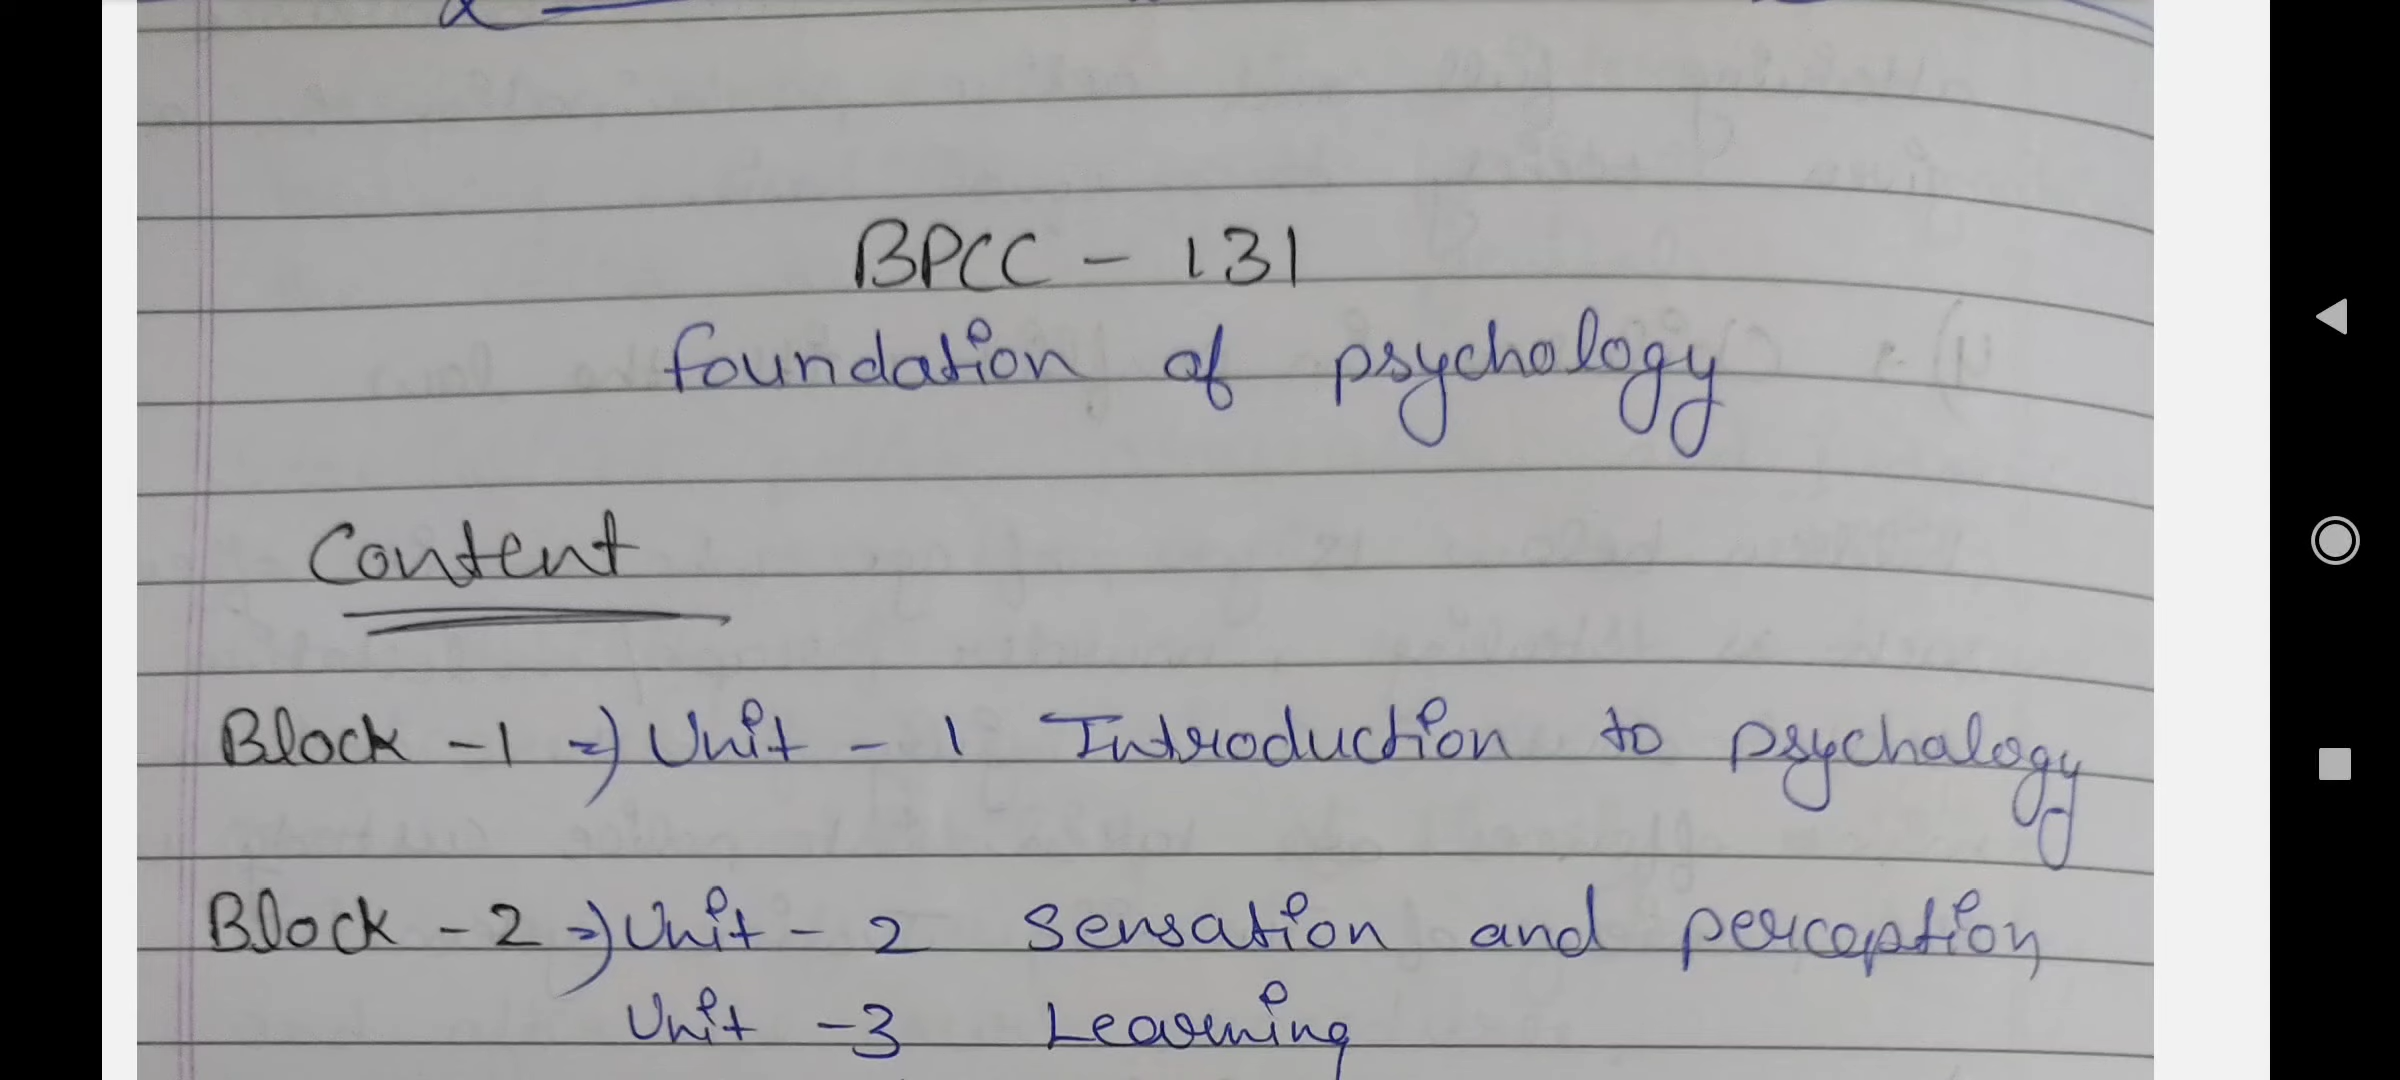 BPCC - 131
foundation of psychology
Content
Block - 1 => Unit - 1 Introduction to psychalogy
Block - 2 => Unit - 2 Sensation and perception
Unit - 3 Learning